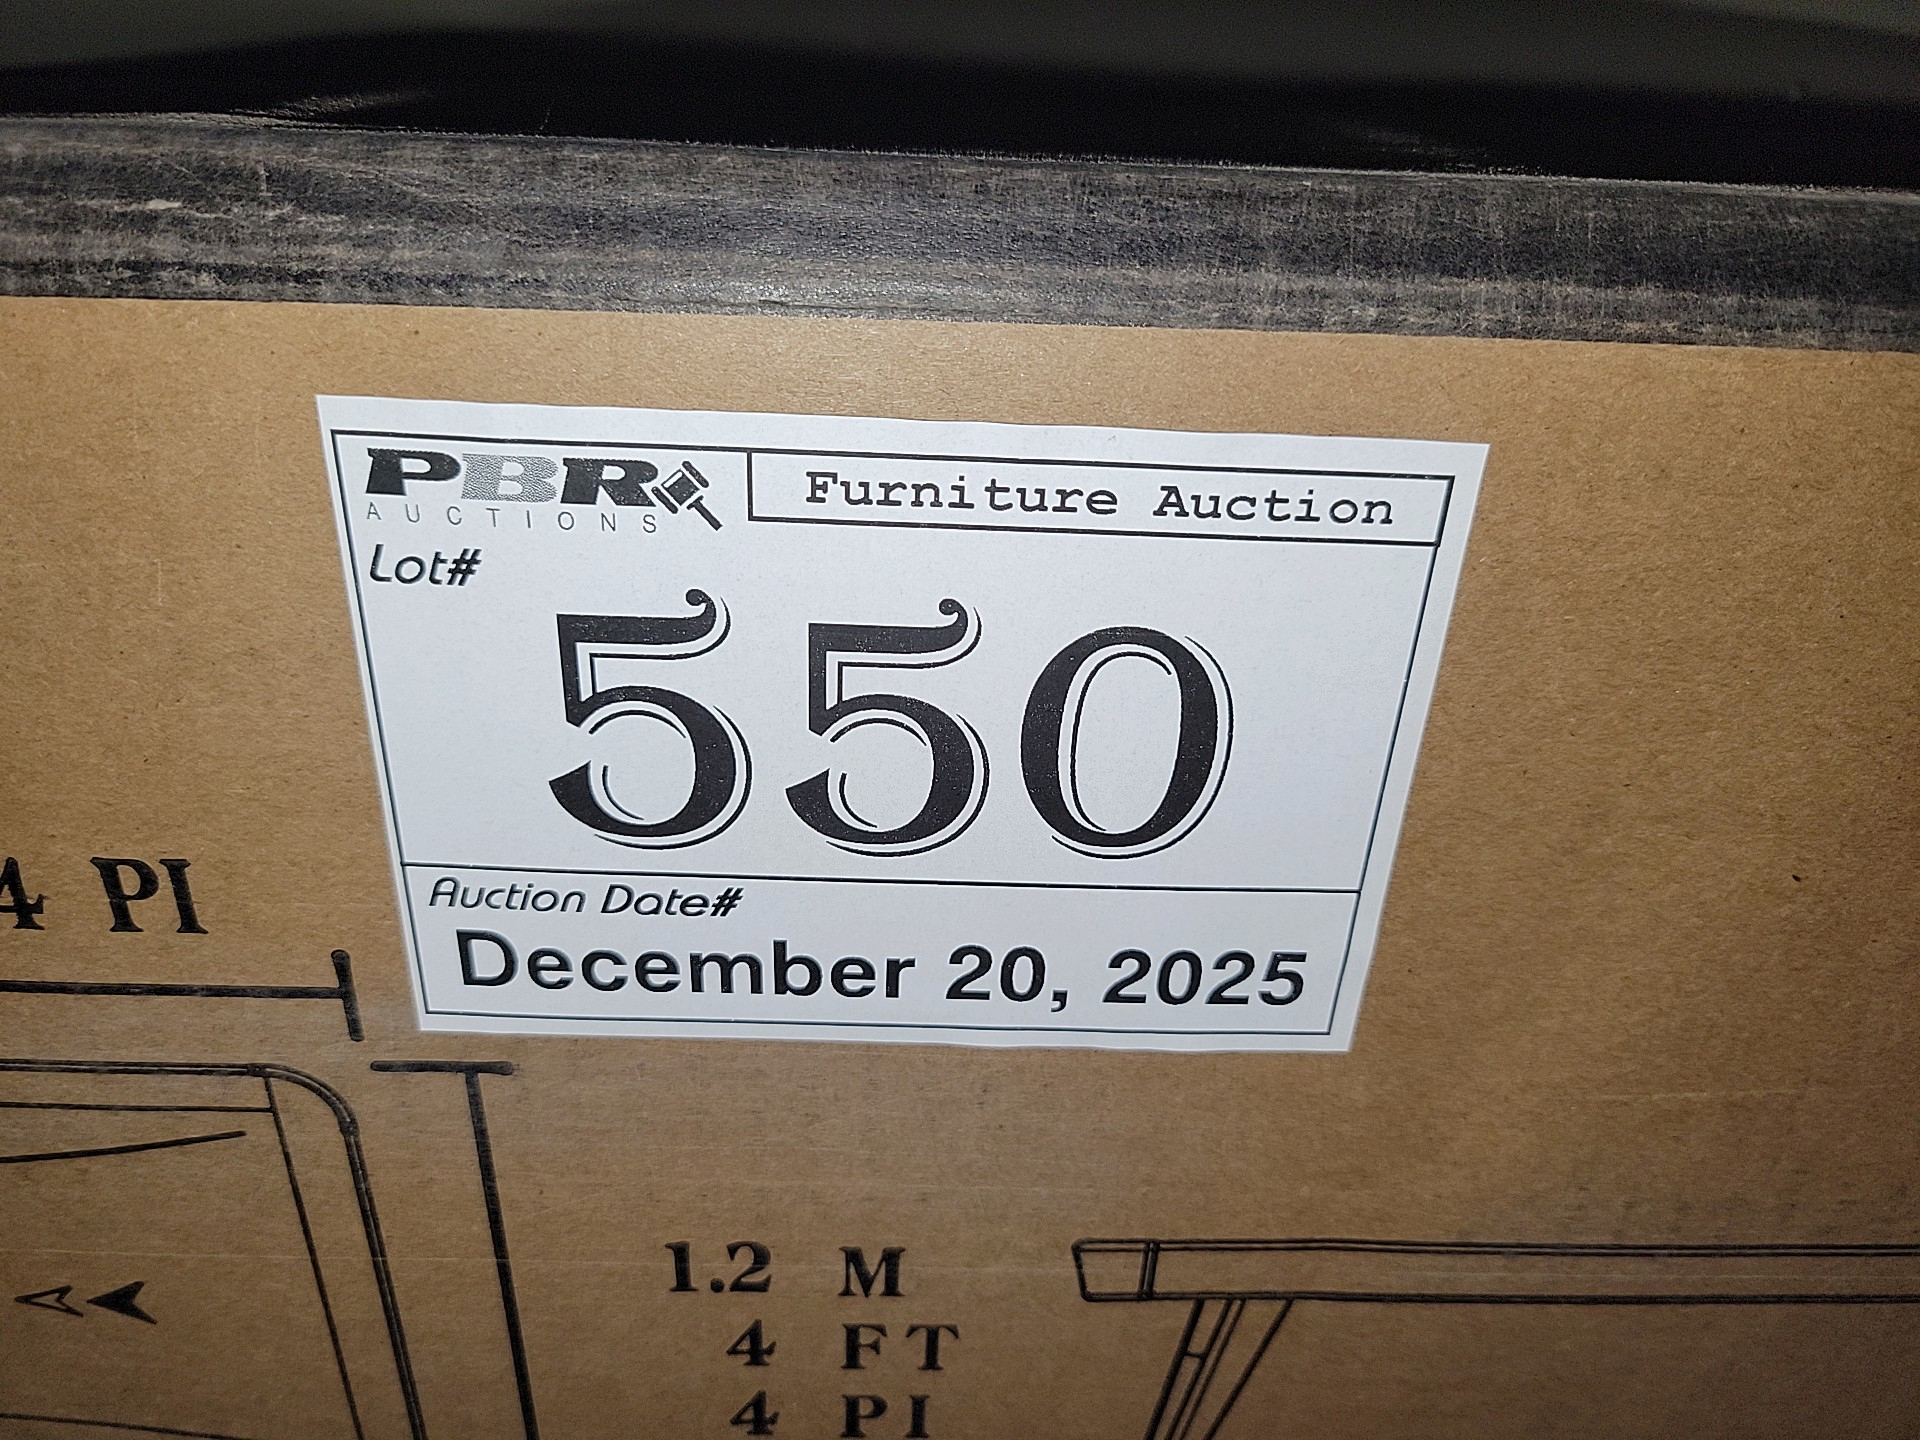 PBR
AUCTIONS
Furniture Auction
Lot#
550
Auction Date#
December 20, 2025
4 PI
1.2 M
4 FT
4 PI